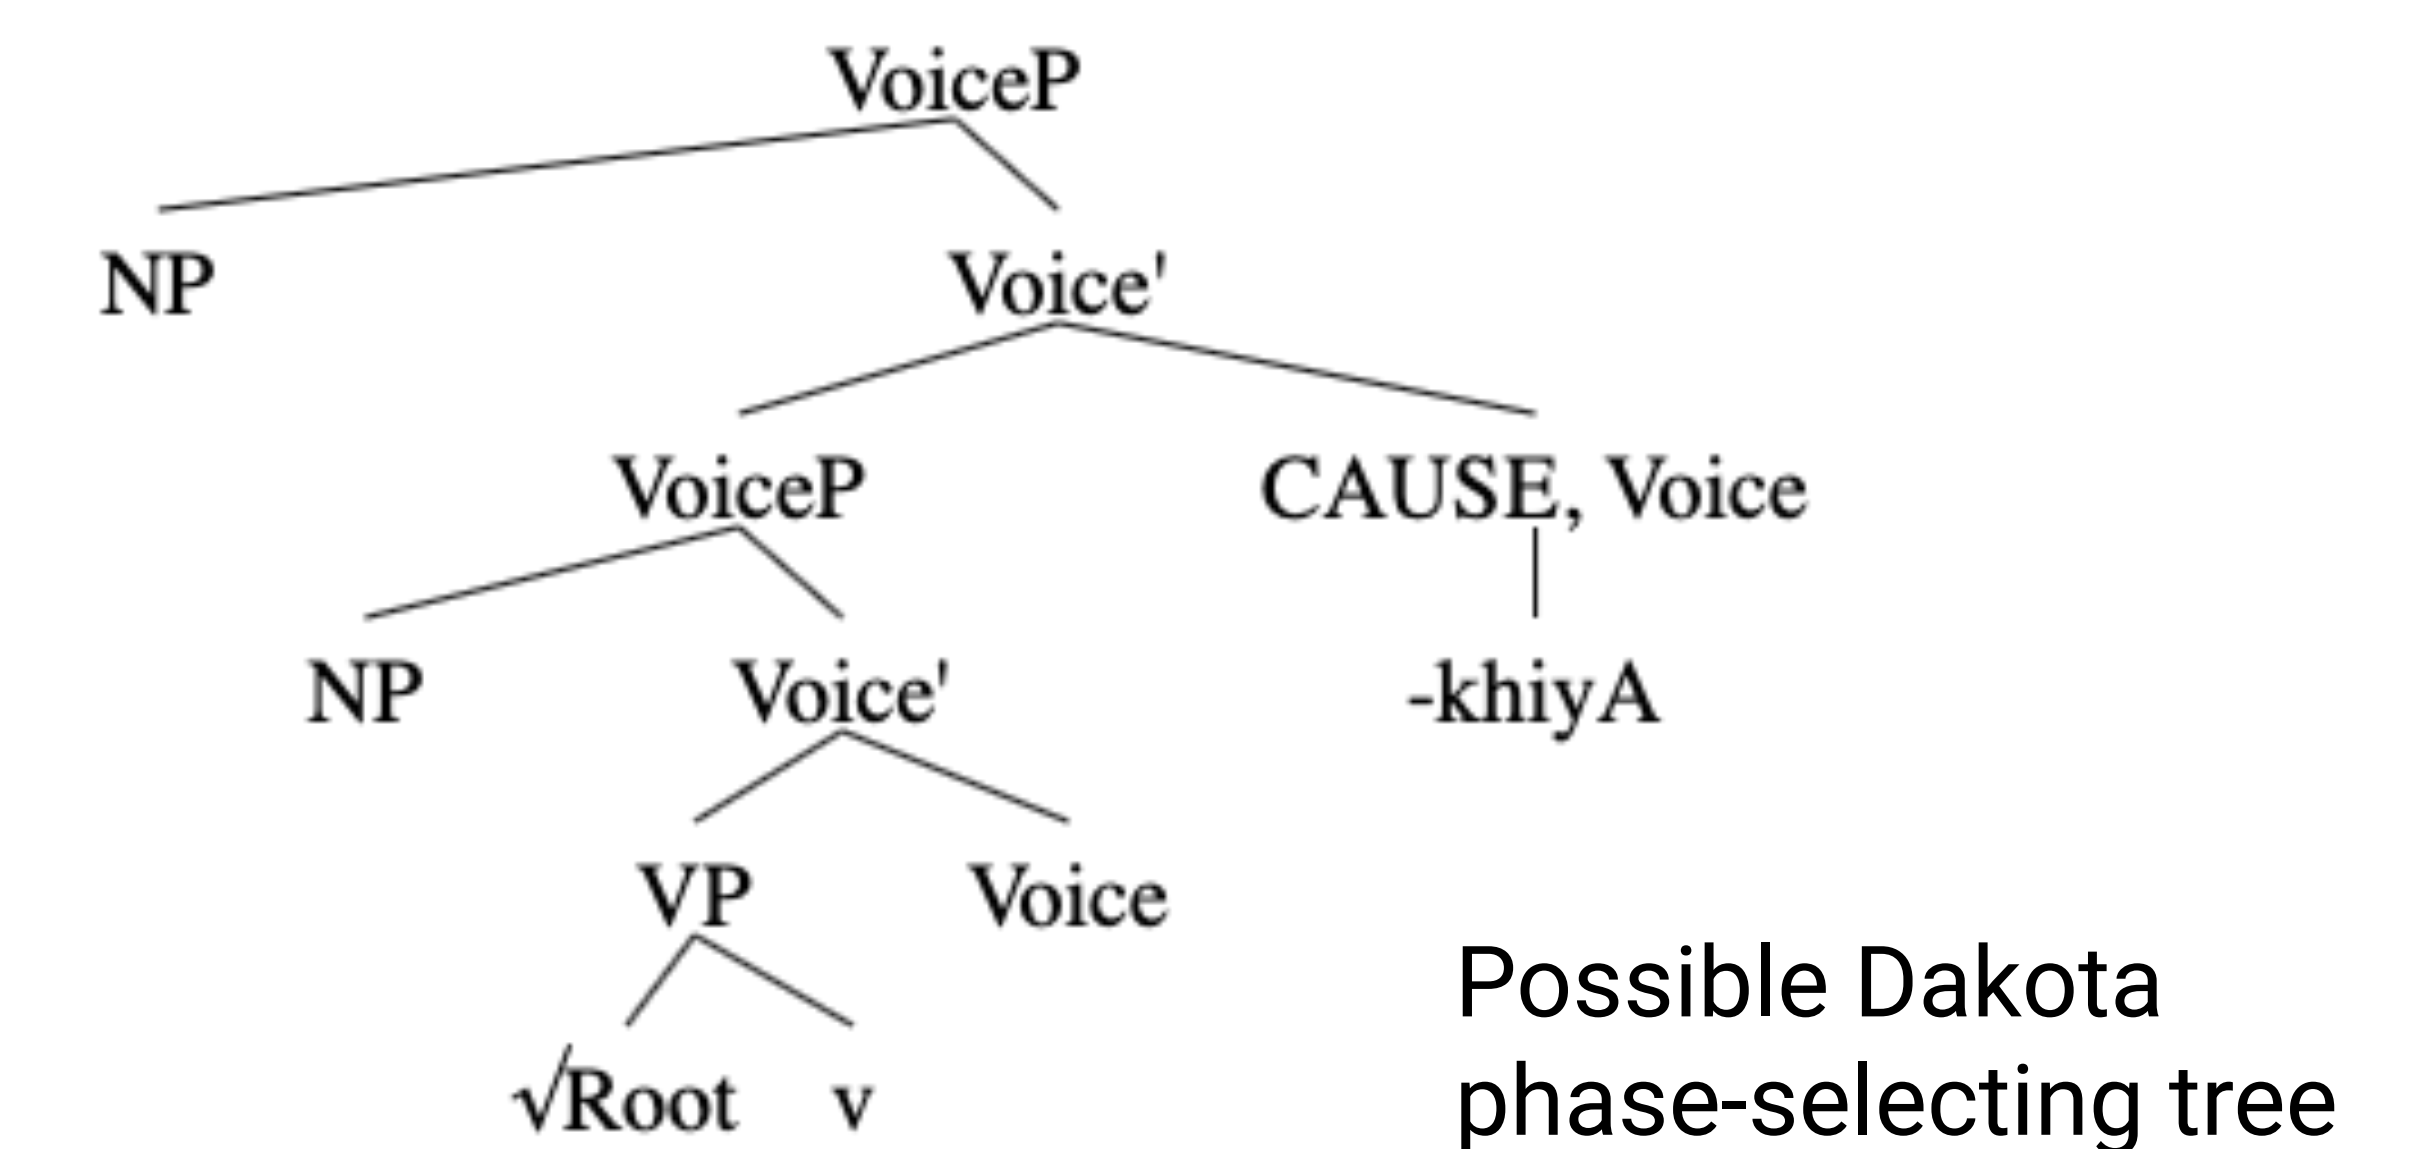 VoiceP
NP Voice'
VoiceP CAUSE, Voice
NP Voice' -khiyA
VP Voice
√Root v
Possible Dakota
phase-selecting tree